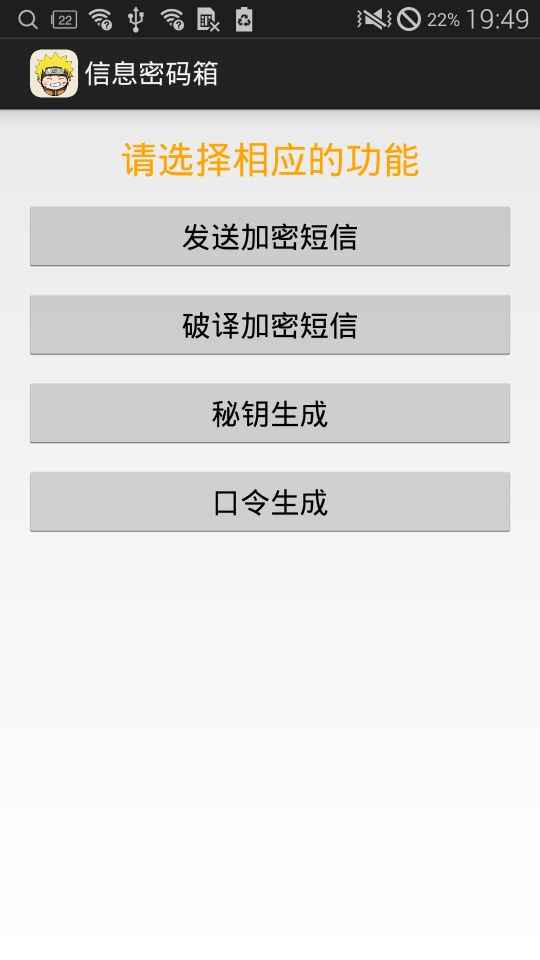 22 22% 19:49
信息密码箱
请选择相应的功能
发送加密短信
破译加密短信
秘钥生成
口令生成